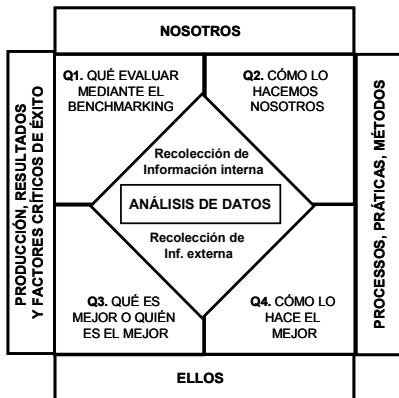 NOSOTROS
PRODUCCIÓN, RESULTADOS
Y FACTORES CRÍTICOS DE ÉXITO
Q1. QUÉ EVALUAR
MEDIANTE EL
BENCHMARKING
Q2. CÓMO LO
HACEMOS
NOSOTROS
Recolección de
Información interna
ANÁLISIS DE DATOS
Recolección de
Inf. externa
Q3. QUÉ ES
MEJOR O QUIÉN
ES EL MEJOR
Q4. CÓMO LO
HACE EL
MEJOR
PROCESSOS, PRÁTICAS, MÉTODOS
ELLOS